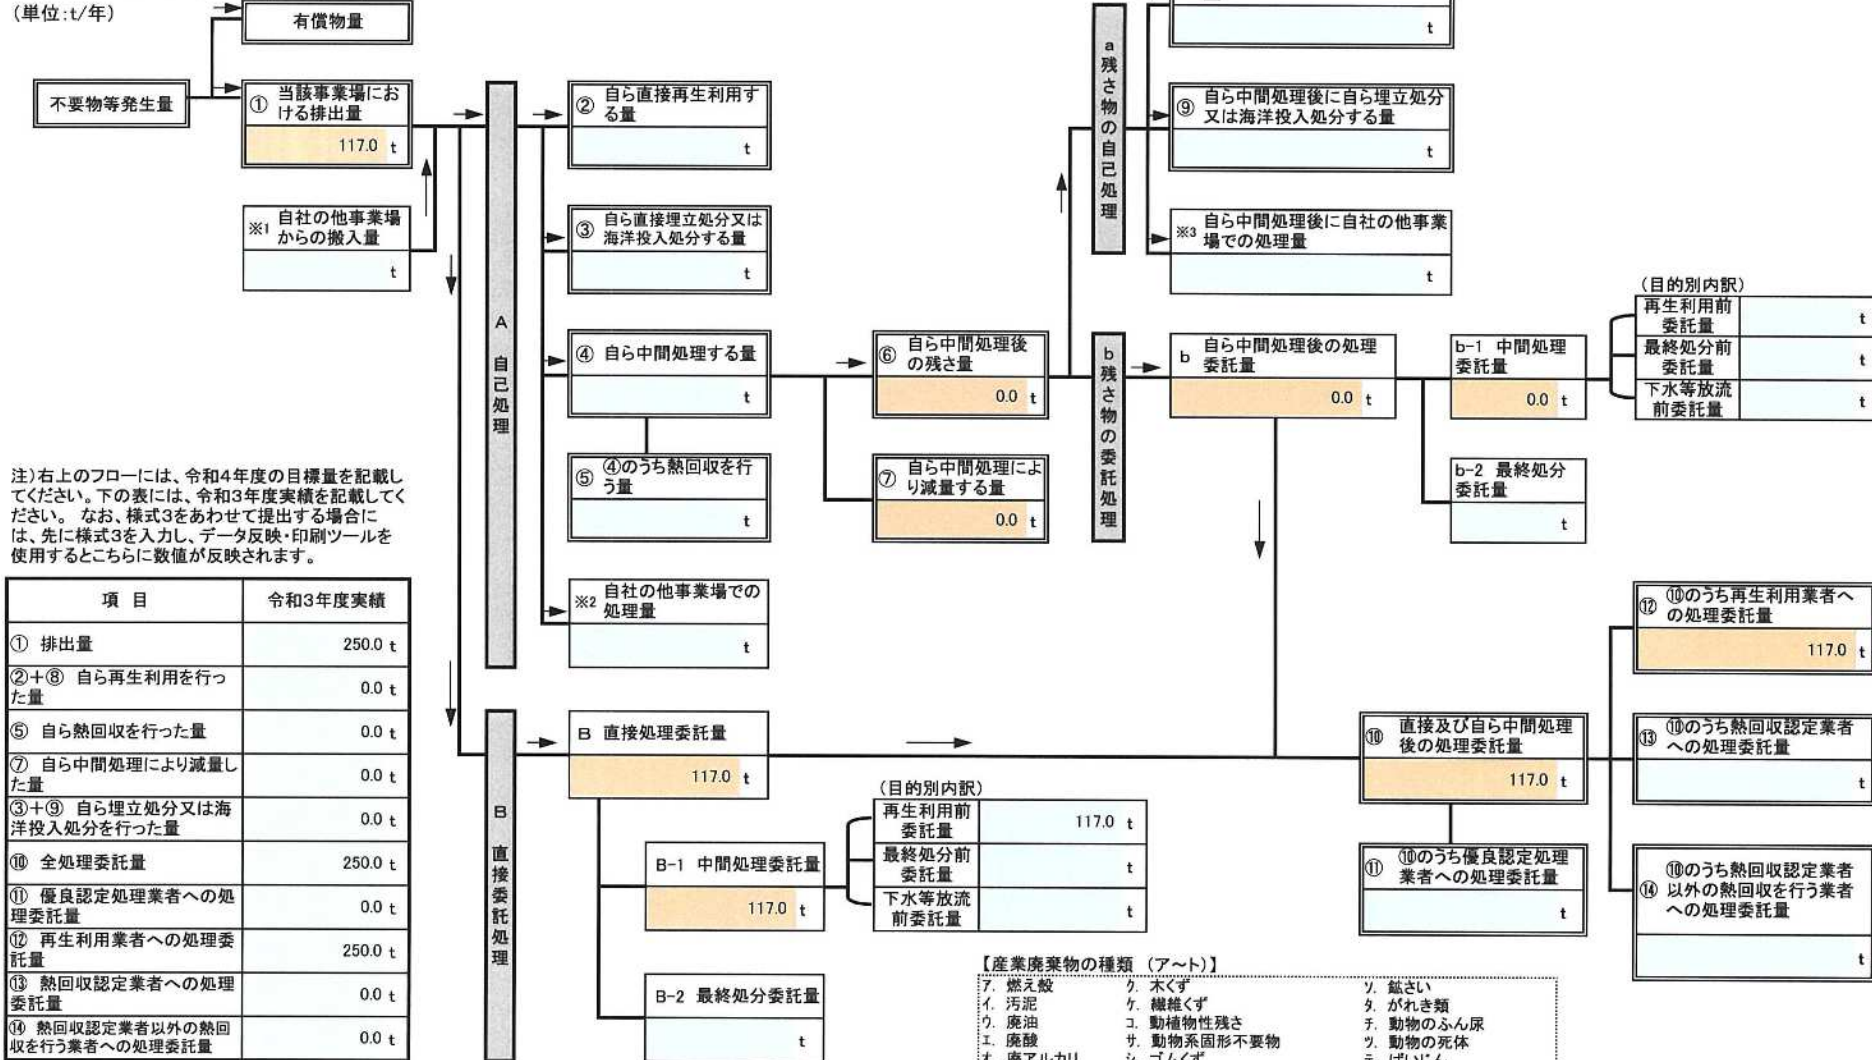 (単位:t/年)
有償物量
不要物等発生量
① 当該事業場にお
ける排出量
117.0 t
※1 自社の他事業場
からの搬入量
t
A 自己処理
② 自ら直接再生利用す
る量
t
③ 自ら直接埋立処分又は
海洋投入処分する量
t
④ 自ら中間処理する量
t
⑤ ④のうち熱回収を行
う量
t
※2 自社の他事業場での
処理量
t
⑥ 自ら中間処理後
の残さ量
0.0 t
⑦ 自ら中間処理によ
り減量する量
0.0 t
a 残さ物の自己処理
t
⑨ 自ら中間処理後に自ら埋立処分
又は海洋投入処分する量
t
※3 自ら中間処理後に自社の他事業
場での処理量
t
b 残さ物の委託処理
b 自ら中間処理後の処理
委託量
0.0 t
b-1 中間処理
委託量
0.0 t
b-2 最終処分
委託量
t
(目的別内訳)
再生利用前
委託量
t
最終処分前
委託量
t
下水等放流
前委託量
t
注)右上のフローには、令和4年度の目標量を記載し
てください。下の表には、令和3年度実績を記載してく
ださい。 なお、様式3をあわせて提出する場合に
は、先に様式3を入力し、データ反映・印刷ツールを
使用するとこちらに数値が反映されます。
項 目 令和3年度実績
① 排出量 250.0 t
②+⑧ 自ら再生利用を行っ
た量 0.0 t
⑤ 自ら熱回収を行った量 0.0 t
⑦ 自ら中間処理により減量し
た量 0.0 t
③+⑨ 自ら埋立処分又は海
洋投入処分を行った量 0.0 t
⑩ 全処理委託量 250.0 t
⑪ 優良認定処理業者への処
理委託量 0.0 t
⑫ 再生利用業者への処理委
託量 250.0 t
⑬ 熱回収認定業者への処理
委託量 0.0 t
⑭ 熱回収認定業者以外の熱回
収を行う業者への処理委託量 0.0 t
B 直接委託処理
B 直接処理委託量
117.0 t
B-1 中間処理委託量
117.0 t
B-2 最終処分委託量
t
(目的別内訳)
再生利用前
委託量
117.0 t
最終処分前
委託量
t
下水等放流
前委託量
t
⑩ 直接及び自ら中間処理
後の処理委託量
117.0 t
⑪ ⑩のうち優良認定処理
業者への処理委託量
t
⑫ ⑩のうち再生利用業者へ
の処理委託量
117.0 t
⑬ ⑩のうち熱回収認定業者
への処理委託量
t
⑭ ⑩のうち熱回収認定業者
以外の熱回収を行う業者
への処理委託量
t
【産業廃棄物の種類 (ア~ト)】
ア. 燃え殻 ク. 木くず ソ. 鉱さい
イ. 汚泥 ケ. 繊維くず タ. がれき類
ウ. 廃油 コ. 動植物性残さ チ. 動物のふん尿
エ. 廃酸 サ. 動物系固形不要物 ツ. 動物の死体
オ. 廃アルカリ シ. ゴムくず テ. ばいじん